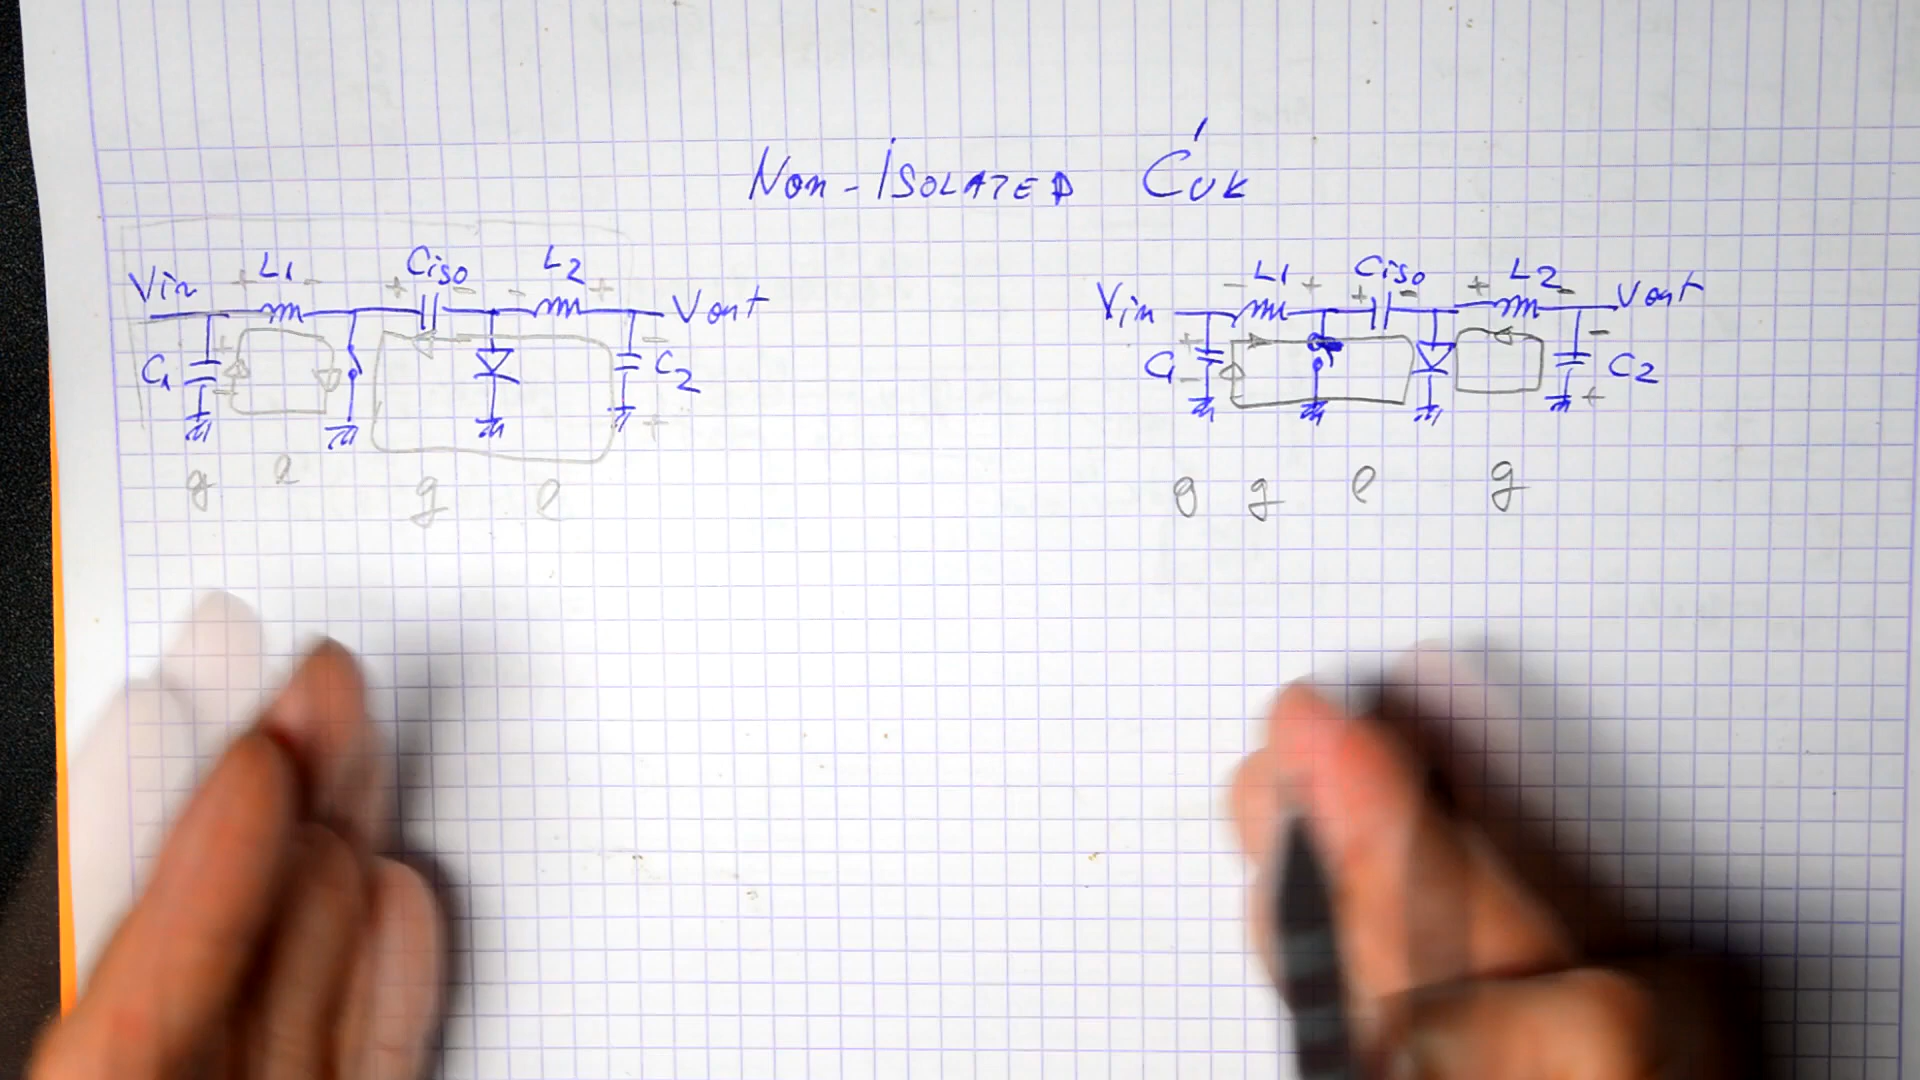 Non-Isolated Ćuk
Vin + L1 - + Ciso - - L2 + Vout
C1 + - - C2 +
g e g e
Vin - L1 + + Ciso - + L2 - Vout
C1 + - - C2 +
g g e g